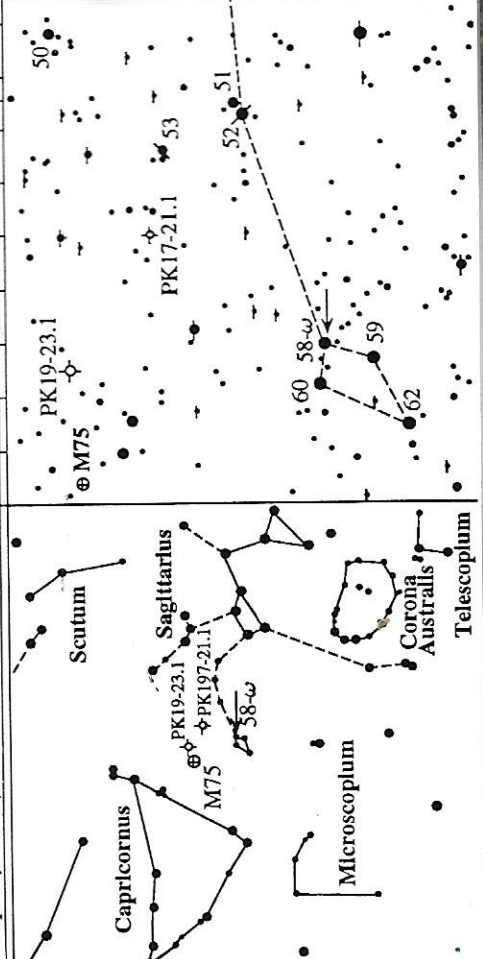 50
53
51
52
PK17-21.1
PK19-23.1
58-ω
59
60
62
M75
Scutum
Sagittarius
PK19-23.1
PK197-21.1
M75
58-ω
Corona
Australis
Telescopium
Capricornus
Microscopium